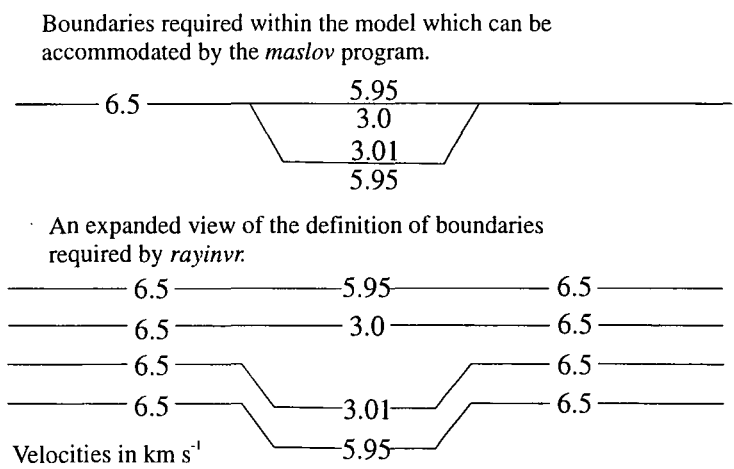 Boundaries required within the model which can be
accommodated by the maslov program.
5.95
6.5
3.0
3.01
5.95
An expanded view of the definition of boundaries
required by rayinvr.
6.5 5.95 6.5
6.5 3.0 6.5
6.5 6.5
3.01
6.5 6.5
5.95
Velocities in km s⁻¹